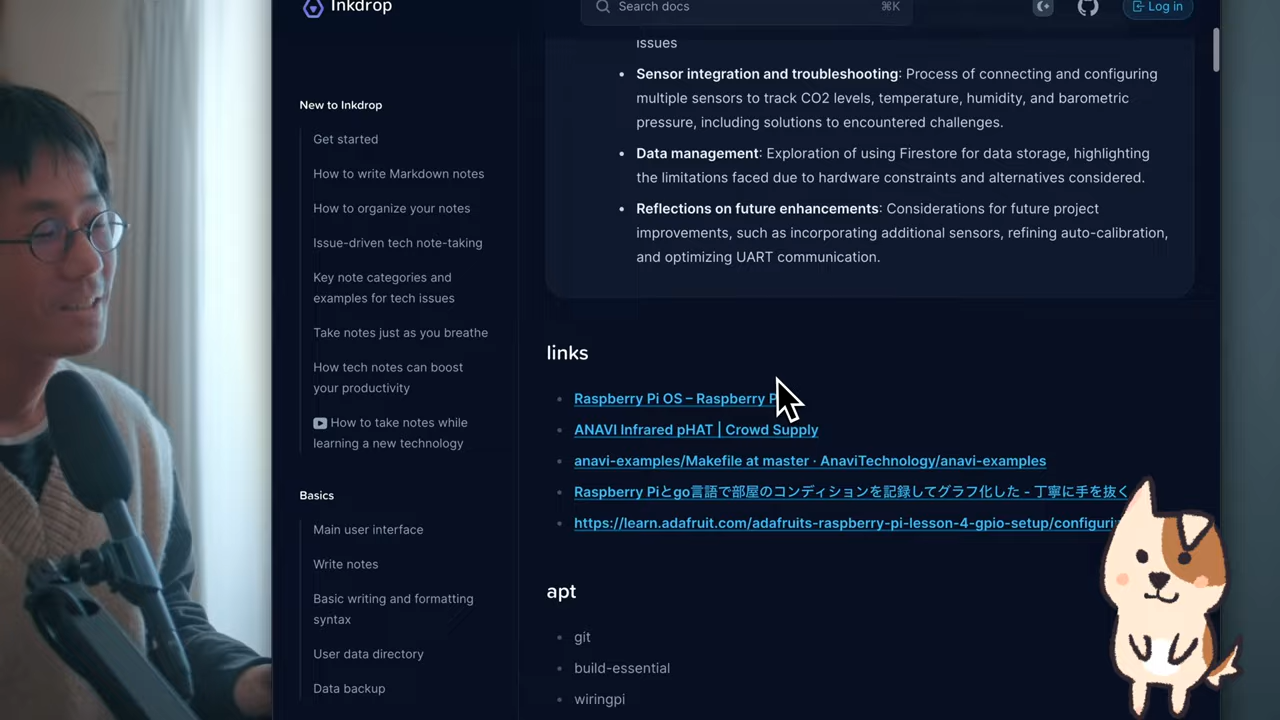 Inkdrop
Search docs
⌘K
Log in
New to Inkdrop
Get started
How to write Markdown notes
How to organize your notes
Issue-driven tech note-taking
Key note categories and
examples for tech issues
Take notes just as you breathe
How tech notes can boost
your productivity
How to take notes while
learning a new technology
Basics
Main user interface
Write notes
Basic writing and formatting
syntax
User data directory
Data backup
issues
Sensor integration and troubleshooting: Process of connecting and configuring
multiple sensors to track CO2 levels, temperature, humidity, and barometric
pressure, including solutions to encountered challenges.
Data management: Exploration of using Firestore for data storage, highlighting
the limitations faced due to hardware constraints and alternatives considered.
Reflections on future enhancements: Considerations for future project
improvements, such as incorporating additional sensors, refining auto-calibration,
and optimizing UART communication.
links
Raspberry Pi OS – Raspberry
ANAVI Infrared pHAT | Crowd Supply
anavi-examples/Makefile at master · AnaviTechnology/anavi-examples
Raspberry Piとgo言語で部屋のコンディションを記録してグラフ化した - 丁寧に手を抜く
https://learn.adafruit.com/adafruits-raspberry-pi-lesson-4-gpio-setup/
apt
git
build-essential
wiringpi